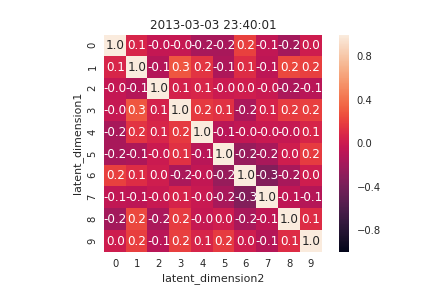 2013-03-03 23:40:01
latent_dimension1
0 1.0 0.1 -0.0 -0.0 -0.2 -0.2 0.2 -0.1 -0.2 0.0
1 0.1 1.0 -0.1 0.3 0.2 -0.1 0.1 -0.1 0.2 0.2
2 -0.0 -0.1 1.0 0.1 0.1 -0.0 -0.0 -0.0 -0.2 -0.1
3 -0.0 0.3 0.1 1.0 0.2 0.1 -0.2 0.1 0.2 0.2
4 -0.2 0.2 0.1 0.2 1.0 -0.1 -0.0 -0.0 -0.0 0.1
5 -0.2 -0.1 -0.0 0.1 -0.1 1.0 -0.2 -0.2 0.0 0.2
6 0.2 0.1 0.0 -0.2 -0.0 -0.2 1.0 -0.3 -0.2 0.0
7 -0.1 -0.1 -0.0 0.1 -0.0 -0.2 -0.3 1.0 -0.1 -0.1
8 -0.2 0.2 -0.2 0.2 -0.0 0.0 -0.2 -0.1 1.0 0.1
9 0.0 0.2 -0.1 0.2 0.1 0.2 0.0 -0.1 0.1 1.0
0 1 2 3 4 5 6 7 8 9
latent_dimension2
0.8
0.4
0.0
-0.4
-0.8